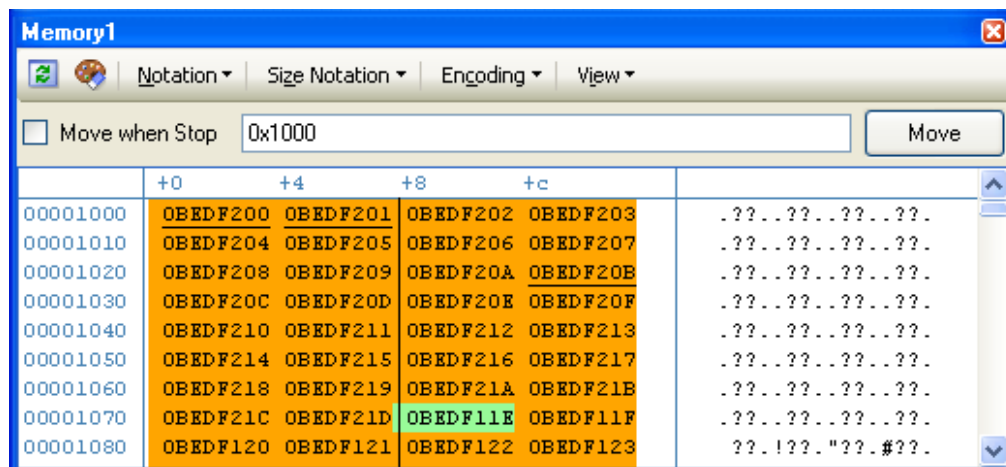 Memory1
Notation Size Notation Encoding View
Move when Stop 0x1000 Move
+0 +4 +8 +c
00001000 0BEDF200 0BEDF201 0BEDF202 0BEDF203 .??..??..??..??.
00001010 0BEDF204 0BEDF205 0BEDF206 0BEDF207 .??..??..??..??.
00001020 0BEDF208 0BEDF209 0BEDF20A 0BEDF20B .??..??..??..??.
00001030 0BEDF20C 0BEDF20D 0BEDF20E 0BEDF20F .??..??..??..??.
00001040 0BEDF210 0BEDF211 0BEDF212 0BEDF213 .??..??..??..??.
00001050 0BEDF214 0BEDF215 0BEDF216 0BEDF217 .??..??..??..??.
00001060 0BEDF218 0BEDF219 0BEDF21A 0BEDF21B .??..??..??..??.
00001070 0BEDF21C 0BEDF21D 0BEDF11E 0BEDF11F .??..??..??..??.
00001080 0BEDF120 0BEDF121 0BEDF122 0BEDF123 ??.!??."??.#??.